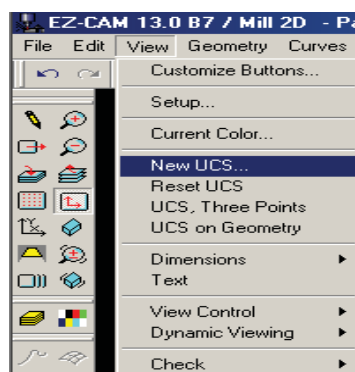 EZ-CAM 13.0 B7 / Mill 2D - Pa
File Edit View Geometry Curves
Customize Buttons...
Setup...
Current Color...
New UCS...
Reset UCS
UCS, Three Points
UCS on Geometry
Dimensions
Text
View Control
Dynamic Viewing
Check